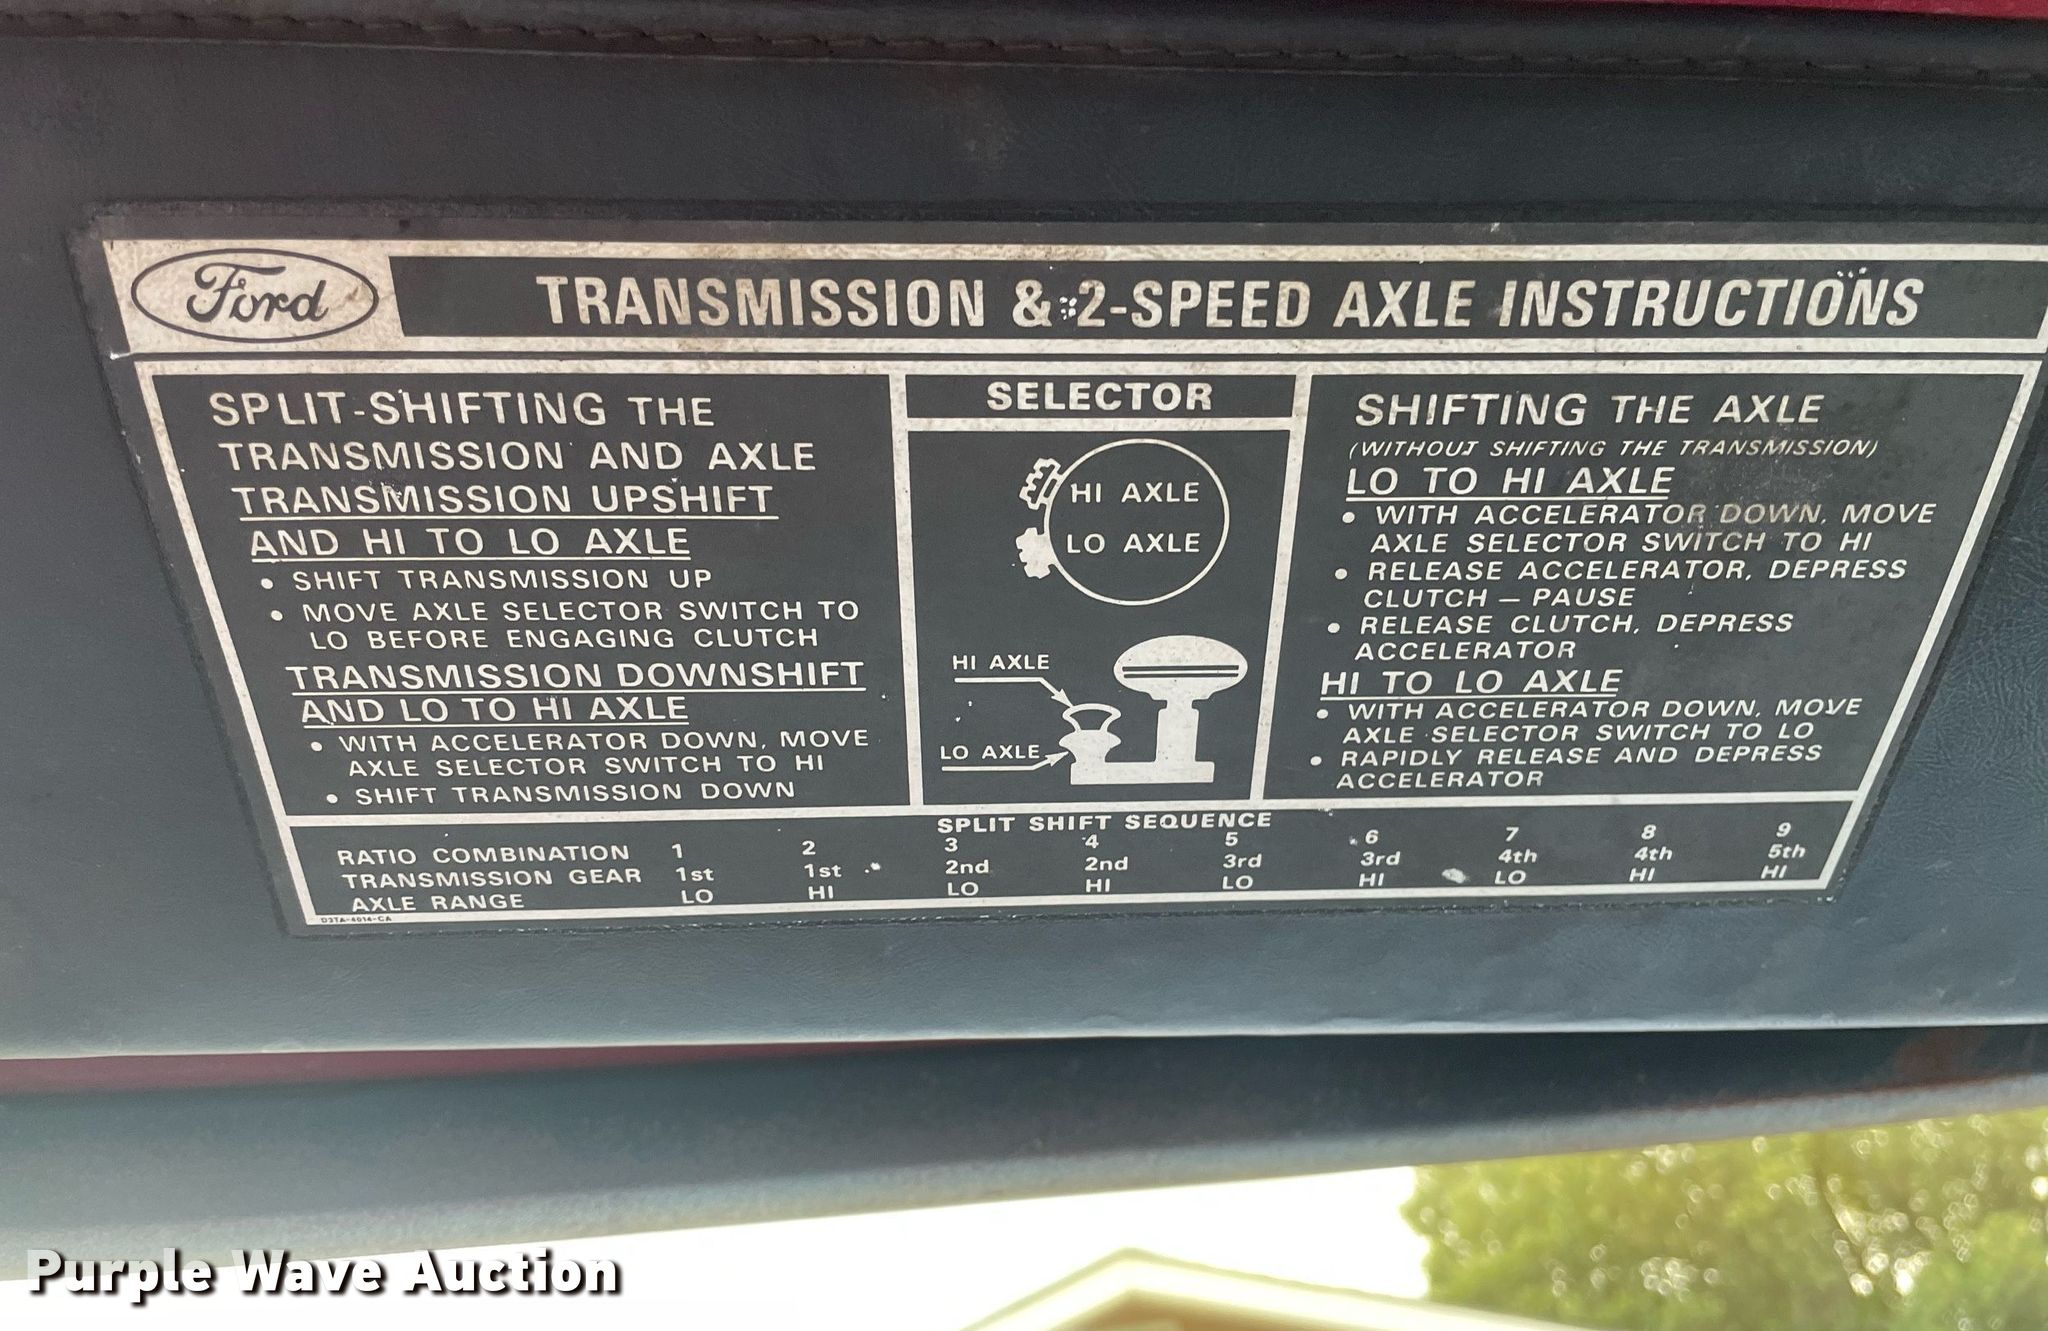 Ford
TRANSMISSION & 2-SPEED AXLE INSTRUCTIONS
SPLIT-SHIFTING THE
TRANSMISSION AND AXLE
TRANSMISSION UPSHIFT
AND HI TO LO AXLE
• SHIFT TRANSMISSION UP
• MOVE AXLE SELECTOR SWITCH TO
LO BEFORE ENGAGING CLUTCH
TRANSMISSION DOWNSHIFT
AND LO TO HI AXLE
• WITH ACCELERATOR DOWN, MOVE
AXLE SELECTOR SWITCH TO HI
• SHIFT TRANSMISSION DOWN
SELECTOR
HI AXLE
LO AXLE
HI AXLE
LO AXLE
SHIFTING THE AXLE
(WITHOUT SHIFTING THE TRANSMISSION)
LO TO HI AXLE
• WITH ACCELERATOR DOWN, MOVE
AXLE SELECTOR SWITCH TO HI
• RELEASE ACCELERATOR, DEPRESS
CLUTCH — PAUSE
• RELEASE CLUTCH, DEPRESS
ACCELERATOR
HI TO LO AXLE
• WITH ACCELERATOR DOWN, MOVE
AXLE SELECTOR SWITCH TO LO
• RAPIDLY RELEASE AND DEPRESS
ACCELERATOR
SPLIT SHIFT SEQUENCE
RATIO COMBINATION 1 2 3 4 5 6 7 8 9
TRANSMISSION GEAR 1st 1st 2nd 2nd 3rd 3rd 4th 4th 5th
AXLE RANGE LO HI LO HI LO HI LO HI HI
D3TA-4014-CA
Purple Wave Auction